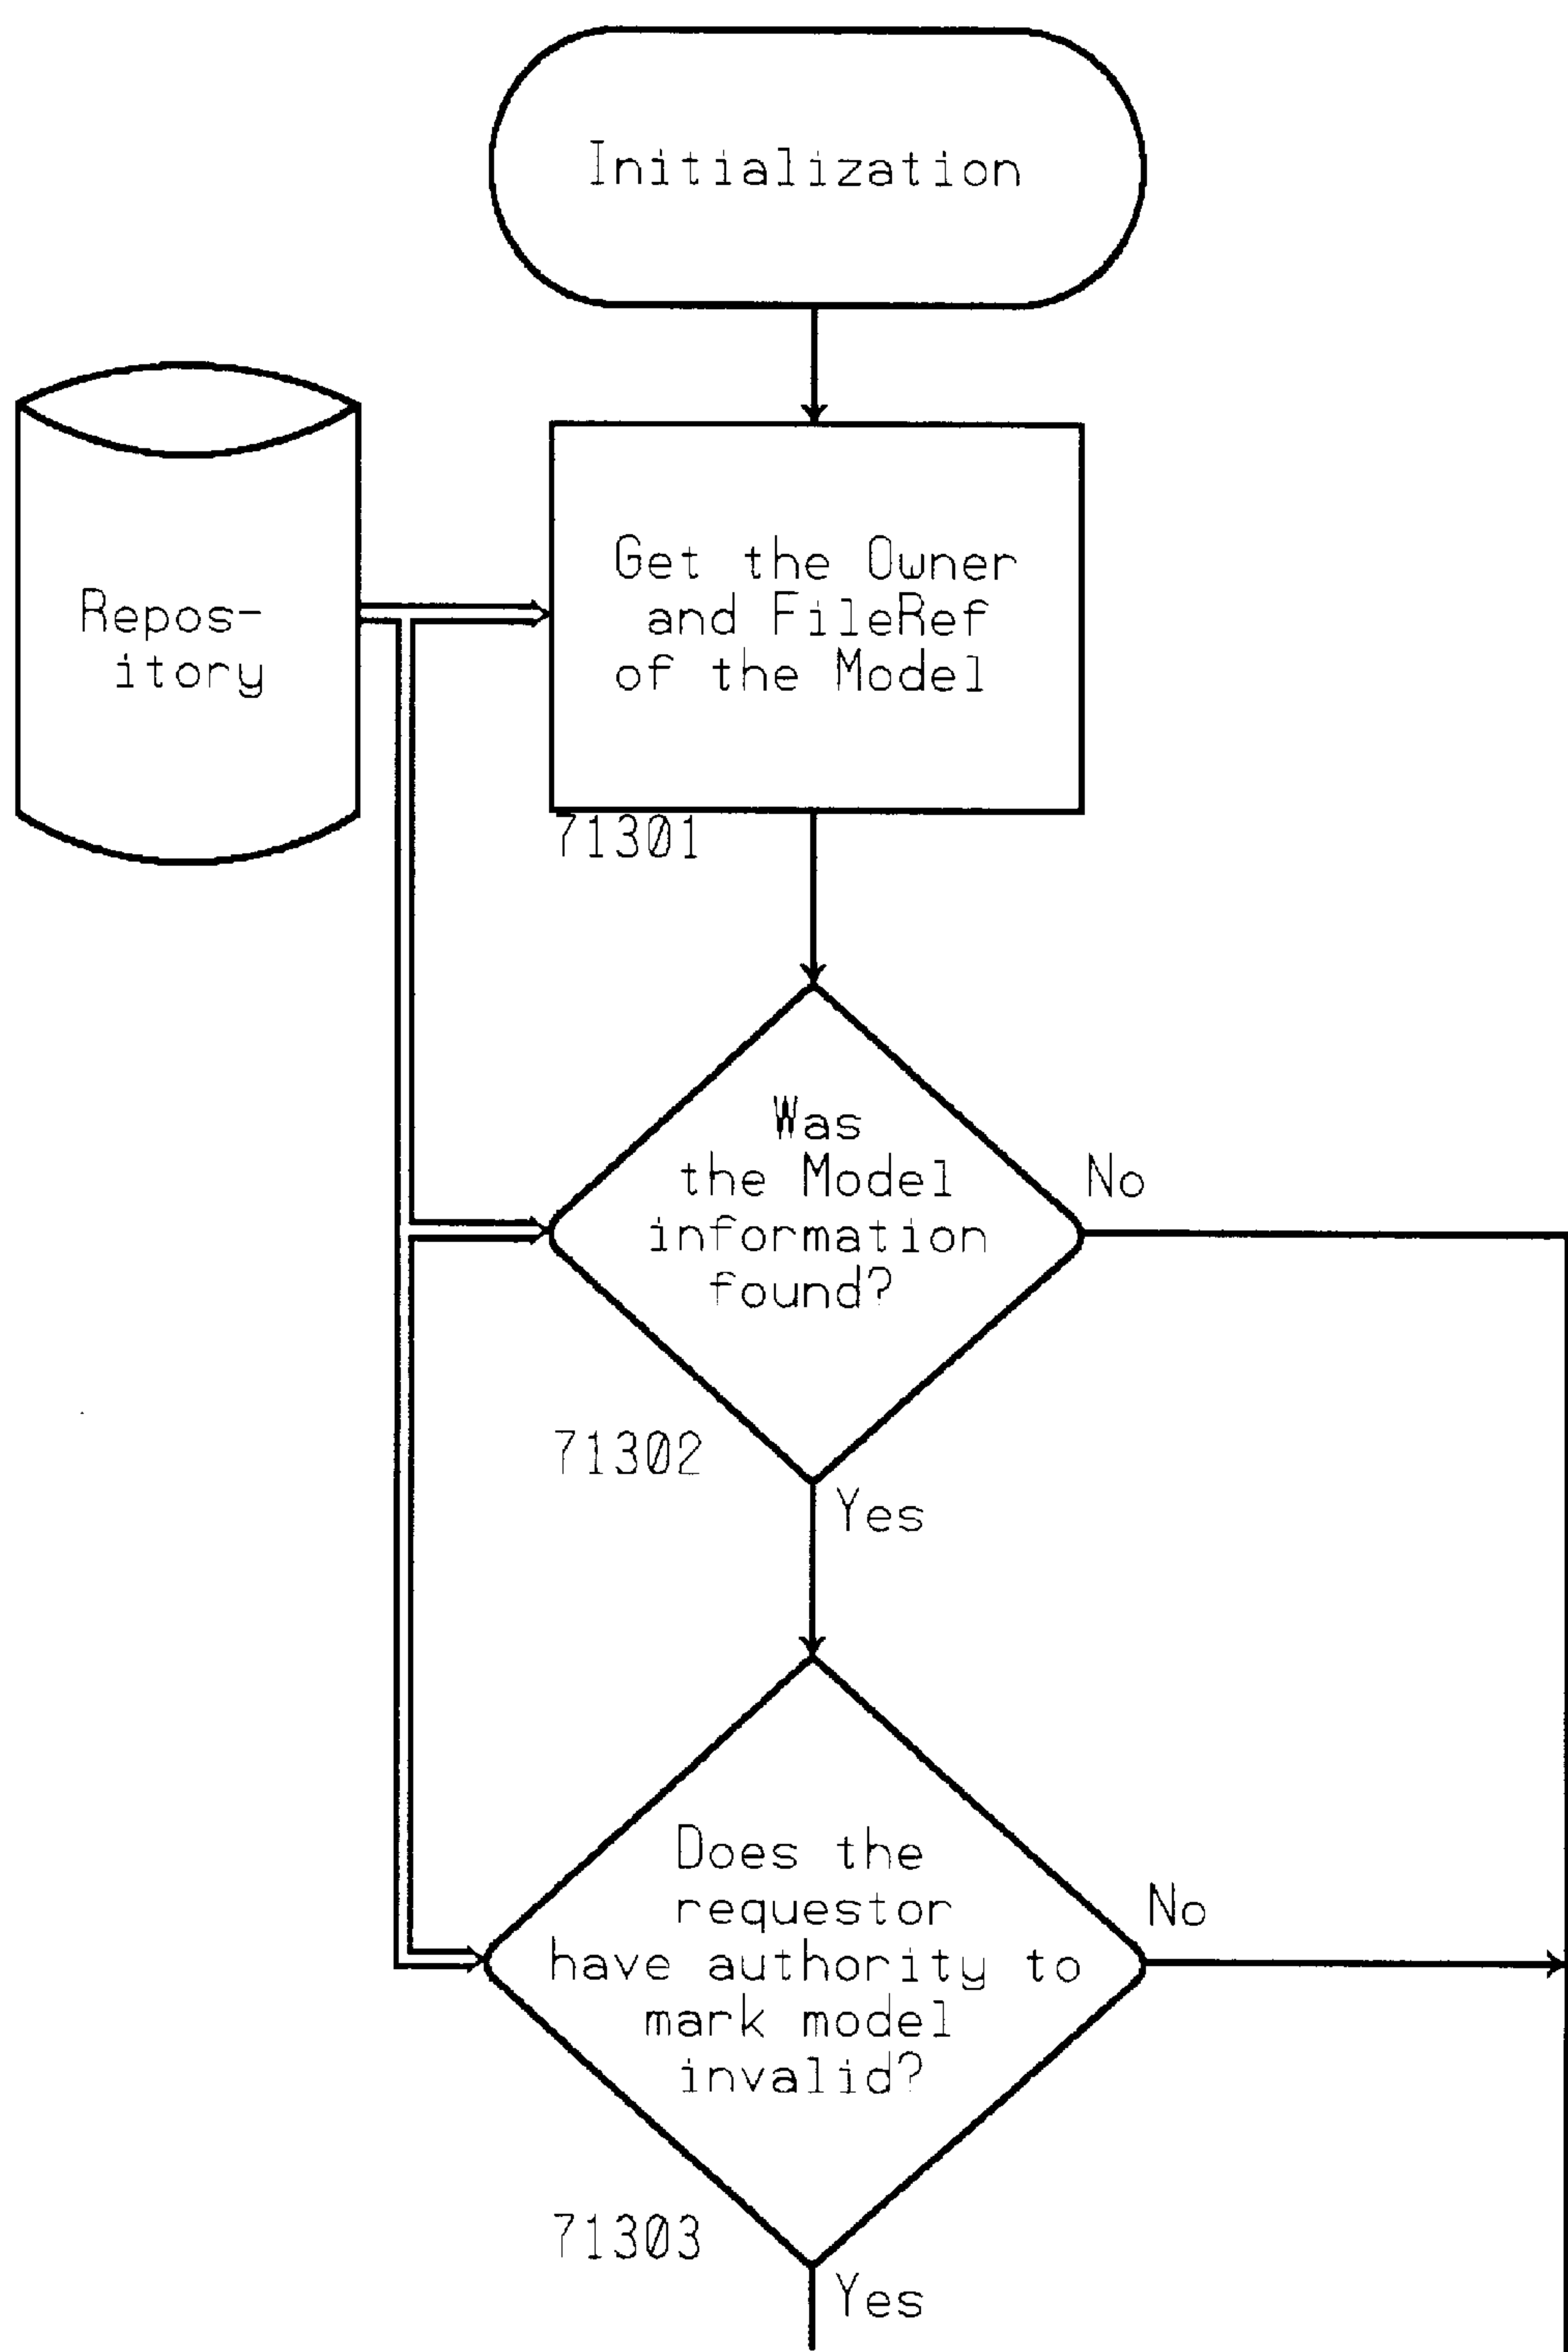 Initialization
Repos-
itory
Get the Owner
and FileRef
of the Model
71301
Was
the Model
information
found?
No
71302
Yes
Does the
requestor
have authority to
mark model
invalid?
No
71303
Yes